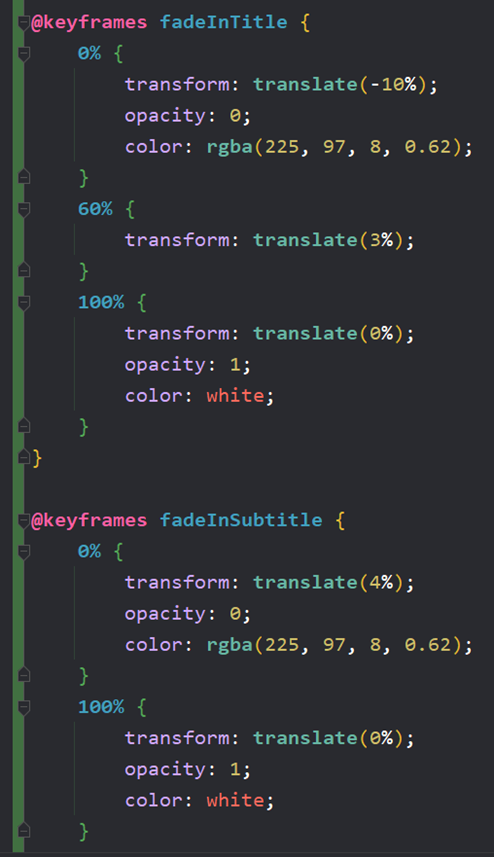 @keyframes fadeInTitle {
    0% {
        transform: translate(-10%);
        opacity: 0;
        color: rgba(225, 97, 8, 0.62);
    }
    60% {
        transform: translate(3%);
    }
    100% {
        transform: translate(0%);
        opacity: 1;
        color: white;
    }
}

@keyframes fadeInSubtitle {
    0% {
        transform: translate(4%);
        opacity: 0;
        color: rgba(225, 97, 8, 0.62);
    }
    100% {
        transform: translate(0%);
        opacity: 1;
        color: white;
    }